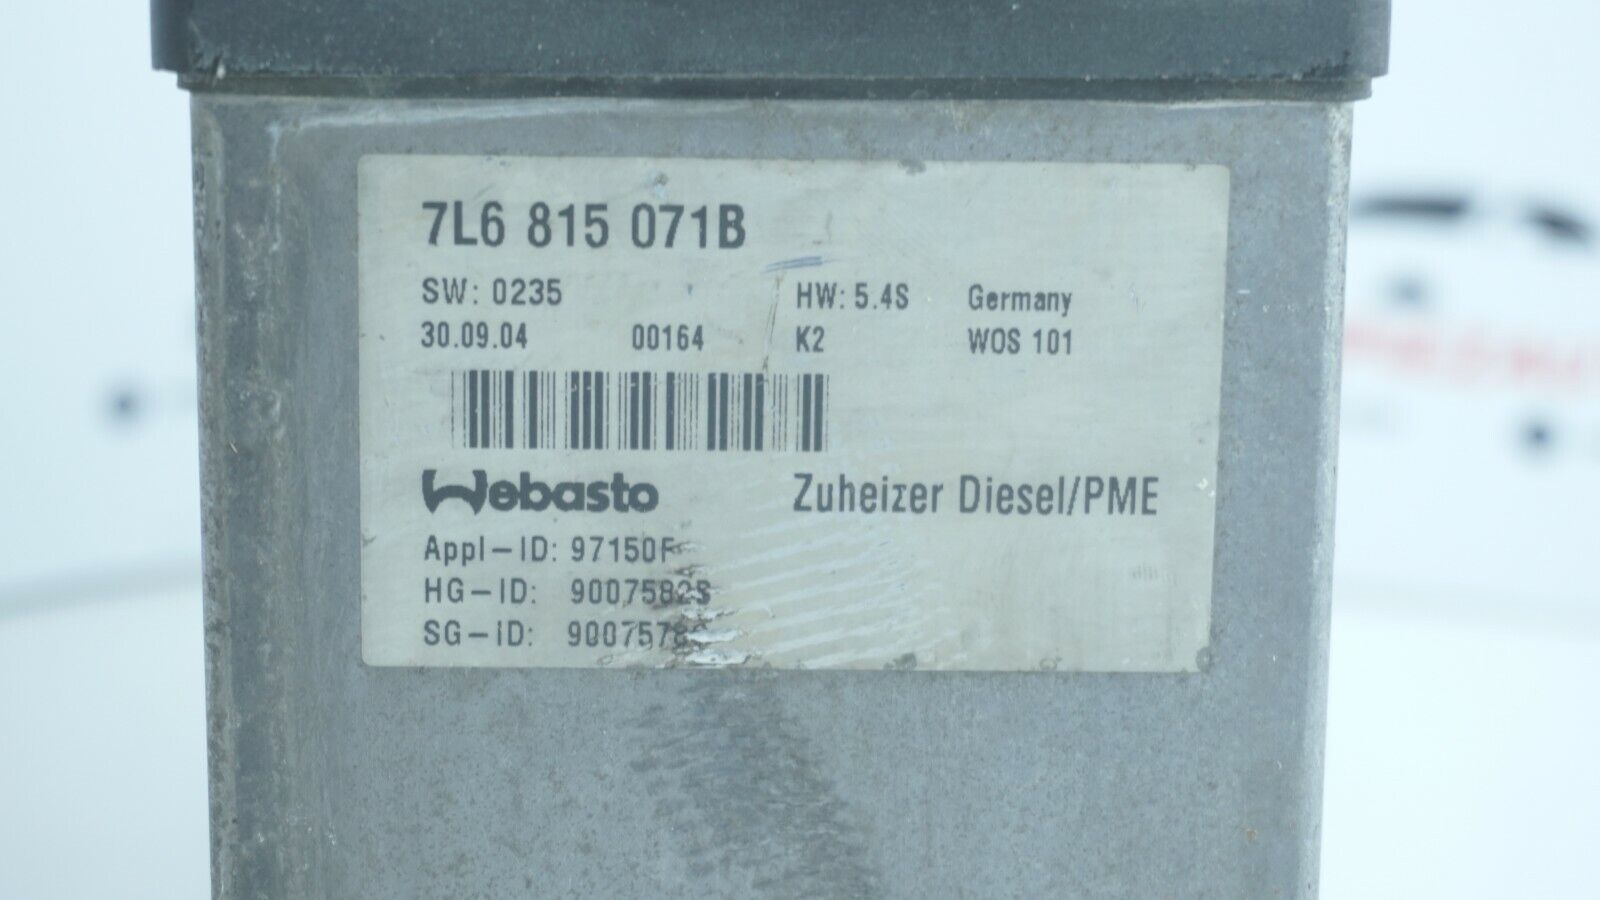 7L6 815 071B
SW: 0235 HW: 5.4S Germany
30.09.04 00164 K2 WOS 101
Webasto Zuheizer Diesel/PME
Appl-ID: 97150F
HG-ID: 9007582S
SG-ID: